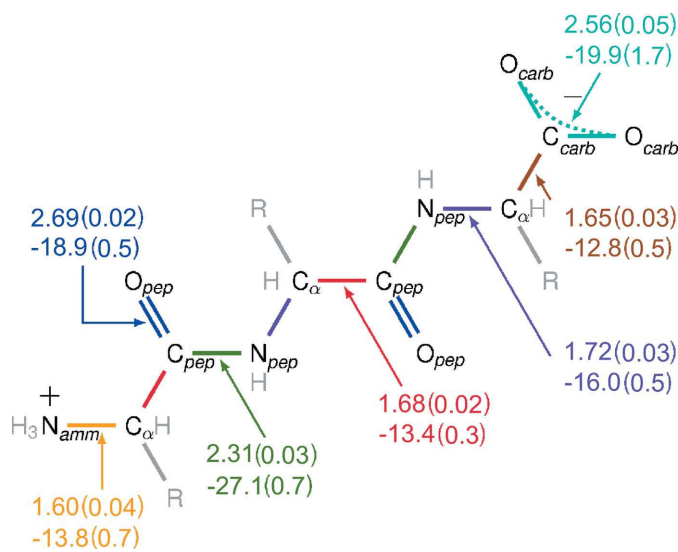 2.56(0.05)
-19.9(1.7)
O carb
−
C carb O carb
H
R N pep C α H
1.65(0.03)
-12.8(0.5)
2.69(0.02)
-18.9(0.5)
R
O pep H C α C pep
1.72(0.03)
-16.0(0.5)
C pep N pep O pep
H
1.68(0.02)
-13.4(0.3)
+
H3N amm C α H
2.31(0.03)
-27.1(0.7)
R
1.60(0.04)
-13.8(0.7)